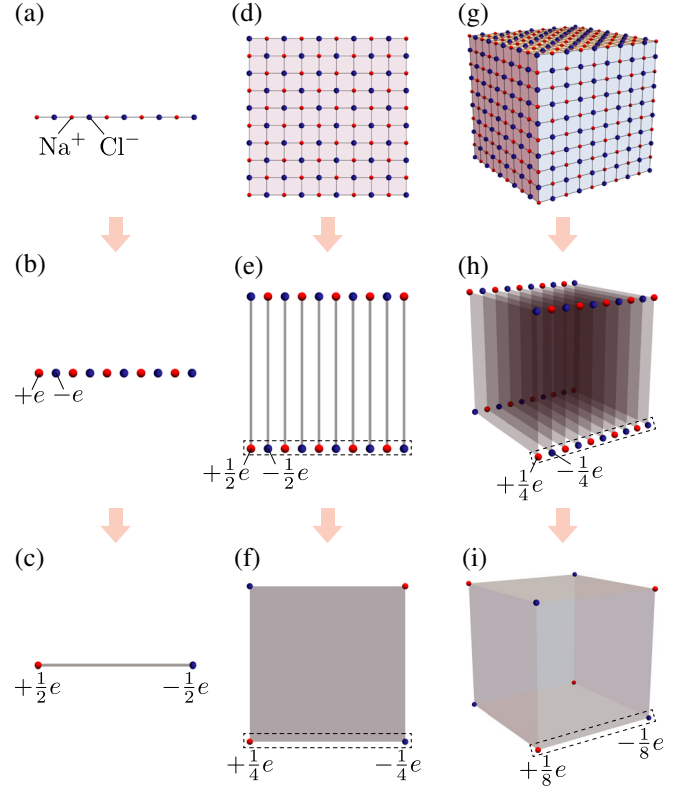 (a)
(d)
(g)
Na⁺ Cl⁻
(b)
(e)
(h)
+e −e
+½e −½e
+¼e −¼e
(c)
(f)
(i)
+½e −½e
+¼e −¼e
+⅛e −⅛e